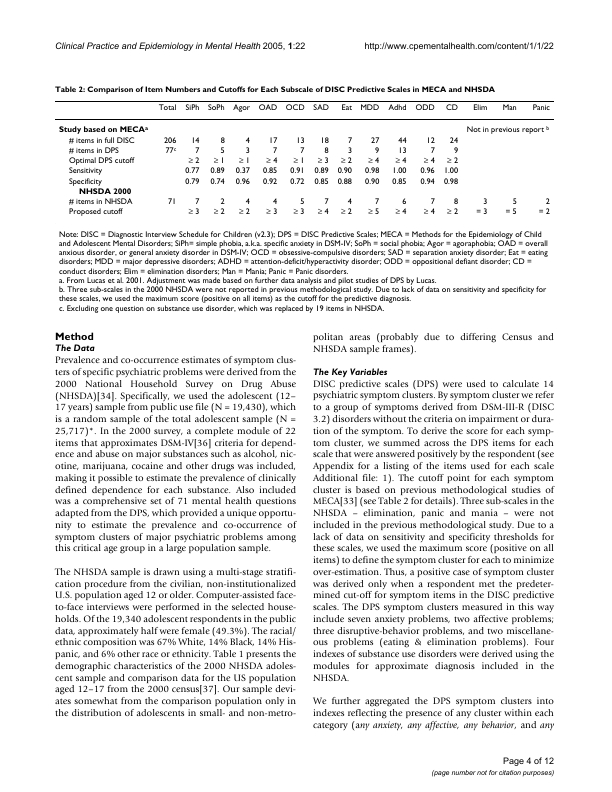 Clinical Practice and Epidemiology in Mental Health 2005, 1:22 http://www.cpementalhealth.com/content/1/1/22
Table 2: Comparison of Item Numbers and Cutoffs for Each Subscale of DISC Predictive Scales in MECA and NHSDA
Total SiPh SoPh Agor OAD OCD SAD Eat MDD Adhd ODD CD Elim Man Panic
Study based on MECAa Not in previous report b
# items in full DISC 206 14 8 4 17 13 18 7 27 44 12 24
# items in DPS 77c 7 5 3 7 7 8 3 9 13 7 9
Optimal DPS cutoff ≥ 2 ≥ 1 ≥ 1 ≥ 4 ≥ 1 ≥ 3 ≥ 2 ≥ 4 ≥ 4 ≥ 4 ≥ 2
Sensitivity 0.77 0.89 0.37 0.85 0.91 0.89 0.90 0.98 1.00 0.96 1.00
Specificity 0.79 0.74 0.96 0.92 0.72 0.85 0.88 0.90 0.85 0.94 0.98
NHSDA 2000
# items in NHSDA 71 7 2 4 4 5 7 4 7 6 7 8 3 5 2
Proposed cutoff ≥ 3 ≥ 2 ≥ 2 ≥ 3 ≥ 3 ≥ 4 ≥ 2 ≥ 5 ≥ 4 ≥ 4 ≥ 2 = 3 = 5 = 2
Note: DISC = Diagnostic Interview Schedule for Children (v2.3); DPS = DISC Predictive Scales; MECA = Methods for the Epidemiology of Child
and Adolescent Mental Disorders; SiPh= simple phobia, a.k.a. specific anxiety in DSM-IV; SoPh = social phobia; Agor = agoraphobia; OAD = overall
anxious disorder, or general anxiety disorder in DSM-IV; OCD = obsessive-compulsive disorders; SAD = separation anxiety disorder; Eat = eating
disorders; MDD = major depressive disorders; ADHD = attention-deficit/hyperactivity disorder; ODD = oppositional defiant disorder; CD =
conduct disorders; Elim = elimination disorders; Man = Mania; Panic = Panic disorders.
a. From Lucas et al. 2001. Adjustment was made based on further data analysis and pilot studies of DPS by Lucas.
b. Three sub-scales in the 2000 NHSDA were not reported in previous methodological study. Due to lack of data on sensitivity and specificity for
these scales, we used the maximum score (positive on all items) as the cutoff for the predictive diagnosis.
c. Excluding one question on substance use disorder, which was replaced by 19 items in NHSDA.
Method
The Data
Prevalence and co-occurrence estimates of symptom clus-
ters of specific psychiatric problems were derived from the
2000 National Household Survey on Drug Abuse
(NHSDA)[34]. Specifically, we used the adolescent (12–
17 years) sample from public use file (N = 19,430), which
is a random sample of the total adolescent sample (N =
25,717)*. In the 2000 survey, a complete module of 22
items that approximates DSM-IV[36] criteria for depend-
ence and abuse on major substances such as alcohol, nic-
otine, marijuana, cocaine and other drugs was included,
making it possible to estimate the prevalence of clinically
defined dependence for each substance. Also included
was a comprehensive set of 71 mental health questions
adapted from the DPS, which provided a unique opportu-
nity to estimate the prevalence and co-occurrence of
symptom clusters of major psychiatric problems among
this critical age group in a large population sample.
The NHSDA sample is drawn using a multi-stage stratifi-
cation procedure from the civilian, non-institutionalized
U.S. population aged 12 or older. Computer-assisted face-
to-face interviews were performed in the selected house-
holds. Of the 19,340 adolescent respondents in the public
data, approximately half were female (49.3%). The racial/
ethnic composition was 67% White, 14% Black, 14% His-
panic, and 6% other race or ethnicity. Table 1 presents the
demographic characteristics of the 2000 NHSDA adoles-
cent sample and comparison data for the US population
aged 12–17 from the 2000 census[37]. Our sample devi-
ates somewhat from the comparison population only in
the distribution of adolescents in small- and non-metro-
politan areas (probably due to differing Census and
NHSDA sample frames).
The Key Variables
DISC predictive scales (DPS) were used to calculate 14
psychiatric symptom clusters. By symptom cluster we refer
to a group of symptoms derived from DSM-III-R (DISC
3.2) disorders without the criteria on impairment or dura-
tion of the symptom. To derive the score for each symp-
tom cluster, we summed across the DPS items for each
scale that were answered positively by the respondent (see
Appendix for a listing of the items used for each scale
Additional file: 1). The cutoff point for each symptom
cluster is based on previous methodological studies of
MECA[33] (see Table 2 for details). Three sub-scales in the
NHSDA – elimination, panic and mania – were not
included in the previous methodological study. Due to a
lack of data on sensitivity and specificity thresholds for
these scales, we used the maximum score (positive on all
items) to define the symptom cluster for each to minimize
over-estimation. Thus, a positive case of symptom cluster
was derived only when a respondent met the predeter-
mined cut-off for symptom items in the DISC predictive
scales. The DPS symptom clusters measured in this way
include seven anxiety problems, two affective problems;
three disruptive-behavior problems, and two miscellane-
ous problems (eating & elimination problems). Four
indexes of substance use disorders were derived using the
modules for approximate diagnosis included in the
NHSDA.
We further aggregated the DPS symptom clusters into
indexes reflecting the presence of any cluster within each
category (any anxiety, any affective, any behavior, and any
Page 4 of 12
(page number not for citation purposes)